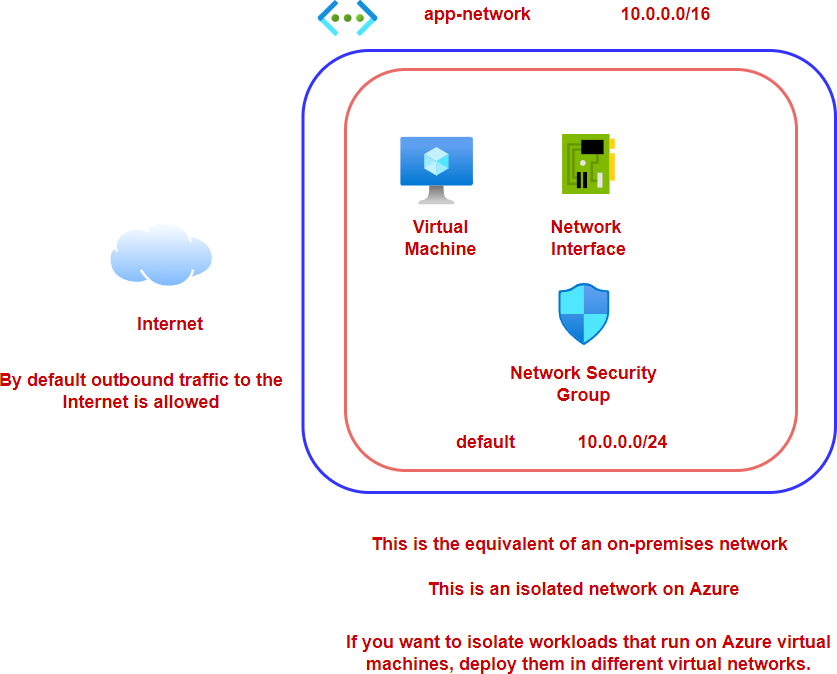 app-network
10.0.0.0/16
Virtual
Machine
Network
Interface
Internet
By default outbound traffic to the
Internet is allowed
Network Security
Group
default
10.0.0.0/24
This is the equivalent of an on-premises network
This is an isolated network on Azure
If you want to isolate workloads that run on Azure virtual
machines, deploy them in different virtual networks.